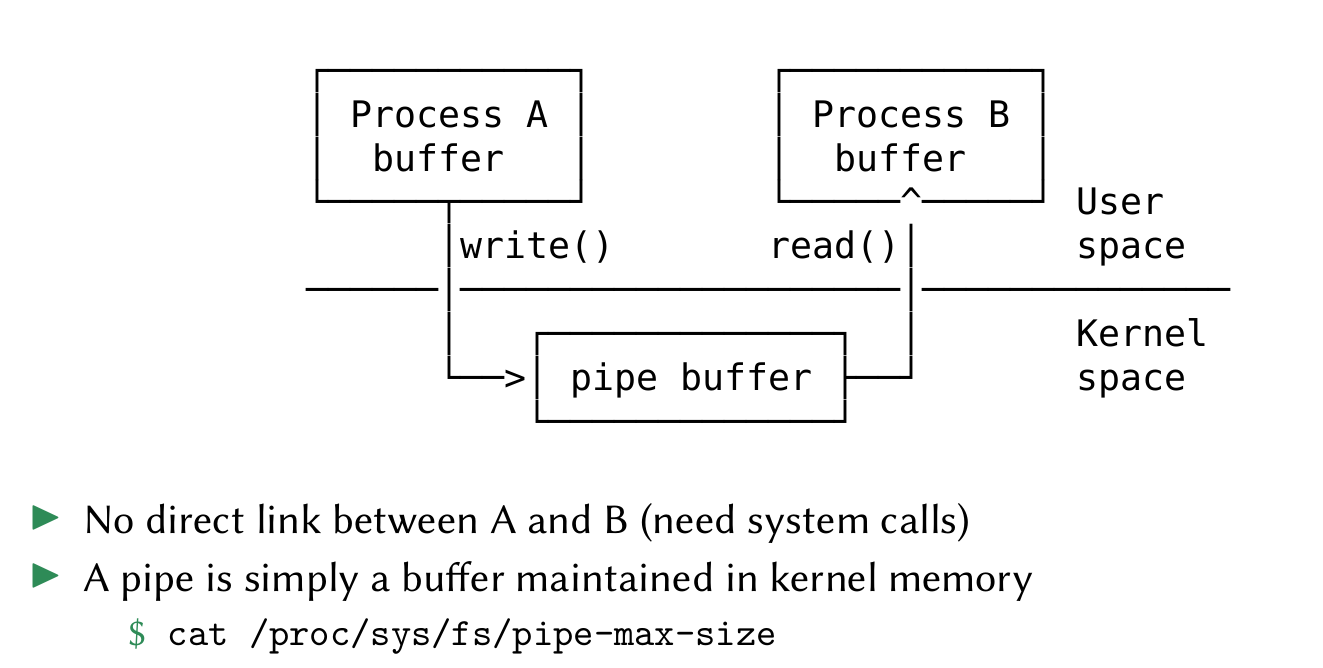 Process A
buffer
Process B
buffer
User
space
write()
read()
Kernel
space
pipe buffer
No direct link between A and B (need system calls)
A pipe is simply a buffer maintained in kernel memory
$ cat /proc/sys/fs/pipe-max-size